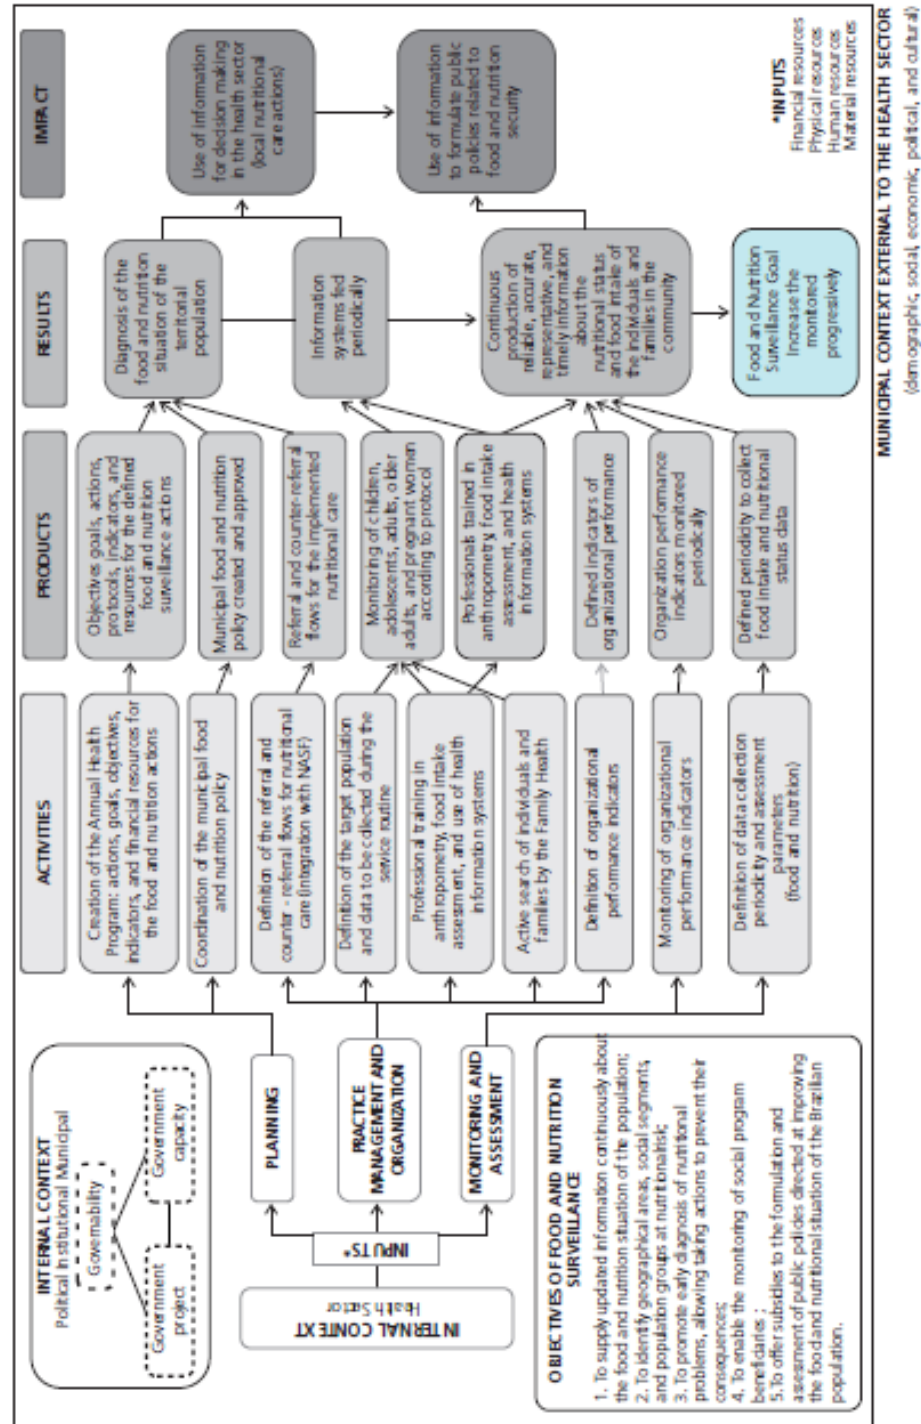 INTERNAL CONTEXT
Political Institutional Municipal
Governability
Government
project
Government
capacity
INTERNAL CONTEXT
Health Sector
INPUTS*
PLANNING
PRACTICE
MANAGEMENT AND
ORGANIZATION
MONITORING AND
ASSESSMENT
OBJECTIVES OF FOOD AND NUTRITION
SURVEILLANCE
1. To supply updated information continuously about
the food and nutrition situation of the population;
2. To identify geographical areas, social segments,
and population groups at nutritional risk;
3. To promote early diagnosis of nutritional
problems, allowing taking actions to prevent their
consequences;
4. To enable the monitoring of social program
beneficiaries ;
5. To offer subsidies to the formulation and
assessment of public policies directed at improving
the food and nutritional situation of the Brazilian
population.
ACTIVITIES
Creation of the Annual Health
Program: actions, goals, objectives,
indicators, and financial resources for
the food and nutrition actions
Coordination of the municipal food
and nutrition policy
Definition of the referral and
counter - referral flows for nutritional
care (integration with NASF)
Definition of the target population
and data to be collected during the
service routine
Professional training in
anthropometry, food intake
assessment, and use of health
information systems
Active search of individuals and
families by the Family Health
Definition of organizational
performance indicators
Monitoring of organizational
performance indicators
Definition of data collection
periodicity and assessment
parameters
(food and nutrition)
PRODUCTS
Objectives goals, actions,
protocols, indicators, and
resources for the defined
food and nutrition
surveillance actions
Municipal food and nutrition
policy created and approved
Referral and counter-referral
flows for the implemented
nutritional care
Monitoring of children,
adolescents, adults, older
adults, and pregnant women
according to protocol
Professionals trained in
anthropometry, food intake
assessment, and health
information systems
Defined indicators of
organizational performance
Organization performance
indicators monitored
periodically
Defined periodicity to collect
food intake and nutritional
status data
RESULTS
Diagnosis of the
food and nutrition
situation of the
territorial
population
Information
systems fed
periodically
Continuous
production of
reliable, accurate,
representative, and
timely information
about the
nutritional status
and food intake of
the individuals and
families in the
community
Food and Nutrition
Surveillance Goal
Increase the
monitored
progressively
IMPACT
Use of information
for decision making
in the health sector
(local nutritional
care actions)
Use of information
to formulate public
policies related to
food and nutrition
security
*INPUTS
Financial resources
Physical resources
Human resources
Material resources
MUNICIPAL CONTEXT EXTERNAL TO THE HEALTH SECTOR
(demographic, social, economic, political, and cultural)